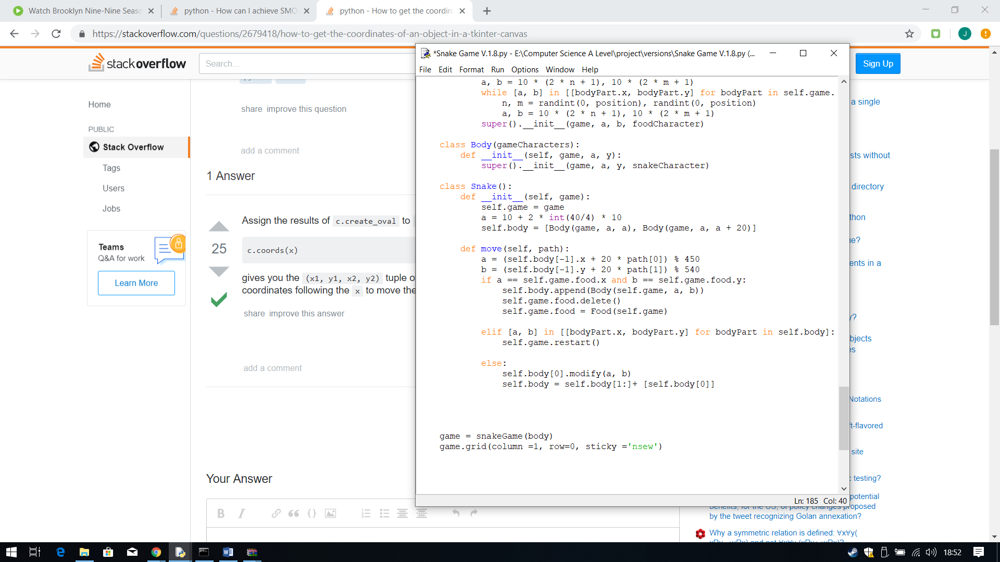 Watch Brooklyn Nine-Nine Seaso
python - How can I achieve SMO
python - How to get the coordin
https://stackoverflow.com/questions/2679418/how-to-get-the-coordinates-of-an-object-in-a-tkinter-canvas
J
stackoverflow
Search...
Sign Up
Home
PUBLIC
Stack Overflow
Tags
Users
Jobs
Teams
Q&A for work
Learn More
share improve this question
add a comment
1 Answer
25
Assign the results of c.create_oval to
c.coords(x)
gives you the (x1, y1, x2, y2) tuple o
coordinates following the x to move the
share improve this answer
add a comment
Your Answer
B I
*Snake Game V.1.8.py - E:\Computer Science A Level\project\versions\Snake Game V.1.8.py (...
File Edit Format Run Options Window Help
a, b = 10 * (2 * n + 1), 10 * (2 * m + 1)
while [a, b] in [[bodyPart.x, bodyPart.y] for bodyPart in self.game.
n, m = randint(0, position), randint(0, position)
a, b = 10 * (2 * n + 1), 10 * (2 * m + 1)
super().__init__(game, a, b, foodCharacter)
class Body(gameCharacters):
def __init__(self, game, a, y):
super().__init__(game, a, y, snakeCharacter)
class Snake():
def __init__(self, game):
self.game = game
a = 10 + 2 * int(40/4) * 10
self.body = [Body(game, a, a), Body(game, a, a + 20)]
def move(self, path):
a = (self.body[-1].x + 20 * path[0]) % 450
b = (self.body[-1].y + 20 * path[1]) % 540
if a == self.game.food.x and b == self.game.food.y:
self.body.append(Body(self.game, a, b))
self.game.food.delete()
self.game.food = Food(self.game)
elif [a, b] in [[bodyPart.x, bodyPart.y] for bodyPart in self.body]:
self.game.restart()
else:
self.body[0].modify(a, b)
self.body = self.body[1:]+ [self.body[0]]
game = snakeGame(body)
game.grid(column =1, row=0, sticky ='nsew')
Ln: 185 Col: 40
a single
sts without
directory
thon
ue?
ents in a
y?
bjects
es
Notations
ft-flavored
site
c testing?
potential
benefits, for the US, of policy changes proposed
by the tweet recognizing Golan annexation?
Why a symmetric relation is defined: ∀x∀y(
18:52